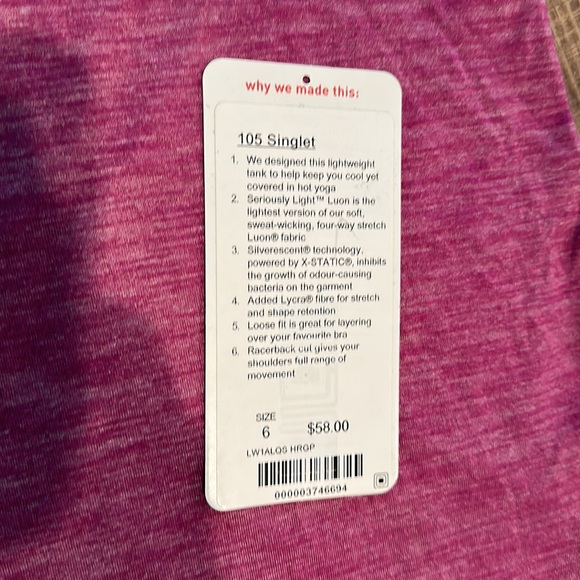 why we made this:
105 Singlet
1. We designed this lightweight
tank to help keep you cool yet
covered in hot yoga
2. Seriously Light™ Luon is the
lightest version of our soft,
sweat-wicking, four-way stretch
Luon® fabric
3. Silverescent® technology,
powered by X-STATIC®, inhibits
the growth of odour-causing
bacteria on the garment
4. Added Lycra® fibre for stretch
and shape retention
5. Loose fit is great for layering
over your favourite bra
6. Racerback cut gives your
shoulders full range of
movement
SIZE
6 $58.00
LW1ALQS HRGP
000003746694